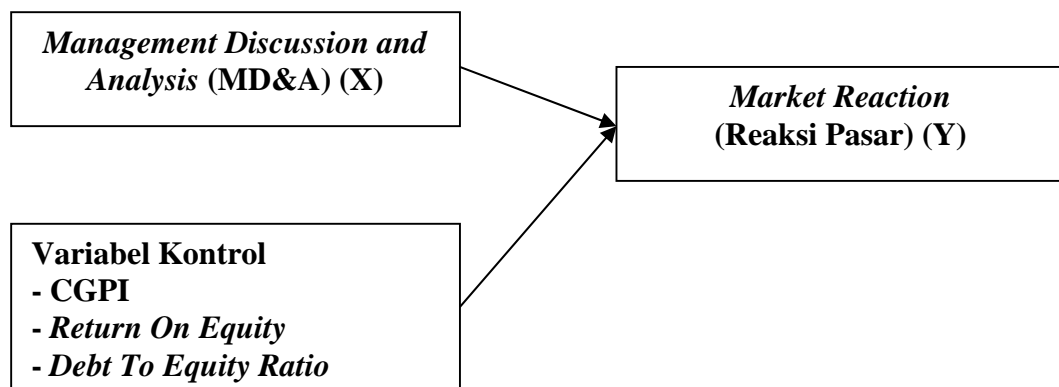 Management Discussion and
Analysis (MD&A) (X)
Market Reaction
(Reaksi Pasar) (Y)
Variabel Kontrol
- CGPI
- Return On Equity
- Debt To Equity Ratio